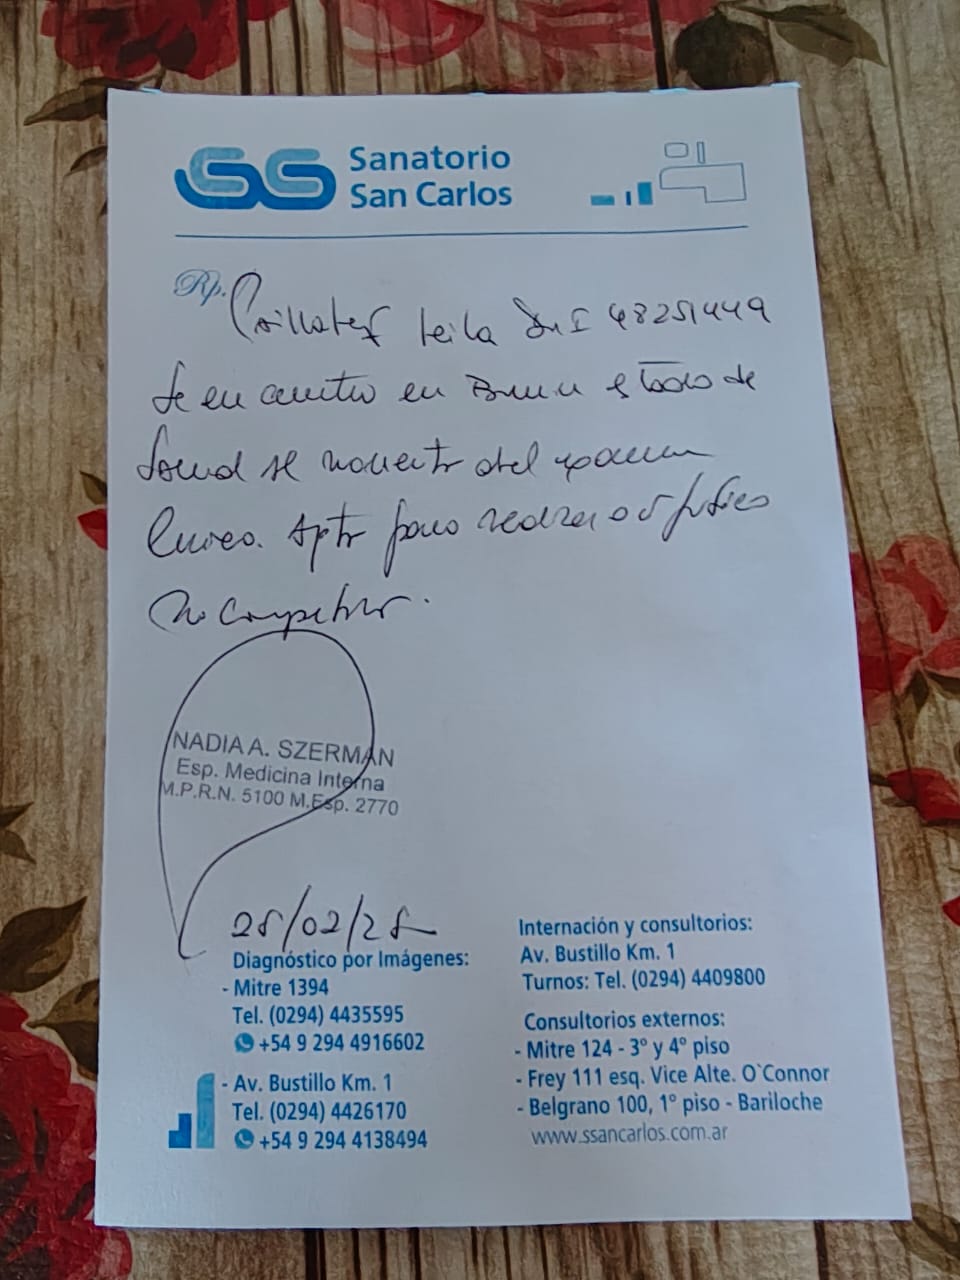 Sanatorio
San Carlos
Rp. Leila DNI 48251449
Se encuentra en Buen estado de
Salud al momento del examen
Clínico. Apta para realizar act física
No Competitiva.
NADIA A. SZERMAN
Esp. Medicina Interna
M.P.R.N. 5100 M.Esp. 2770
25/02/25
Diagnóstico por Imágenes:
- Mitre 1394
Tel. (0294) 4435595
+54 9 294 4916602
- Av. Bustillo Km. 1
Tel. (0294) 4426170
+54 9 294 4138494
Internación y consultorios:
Av. Bustillo Km. 1
Turnos: Tel. (0294) 4409800
Consultorios externos:
- Mitre 124 - 3° y 4° piso
- Frey 111 esq. Vice Alte. O`Connor
- Belgrano 100, 1° piso - Bariloche
www.ssancarlos.com.ar